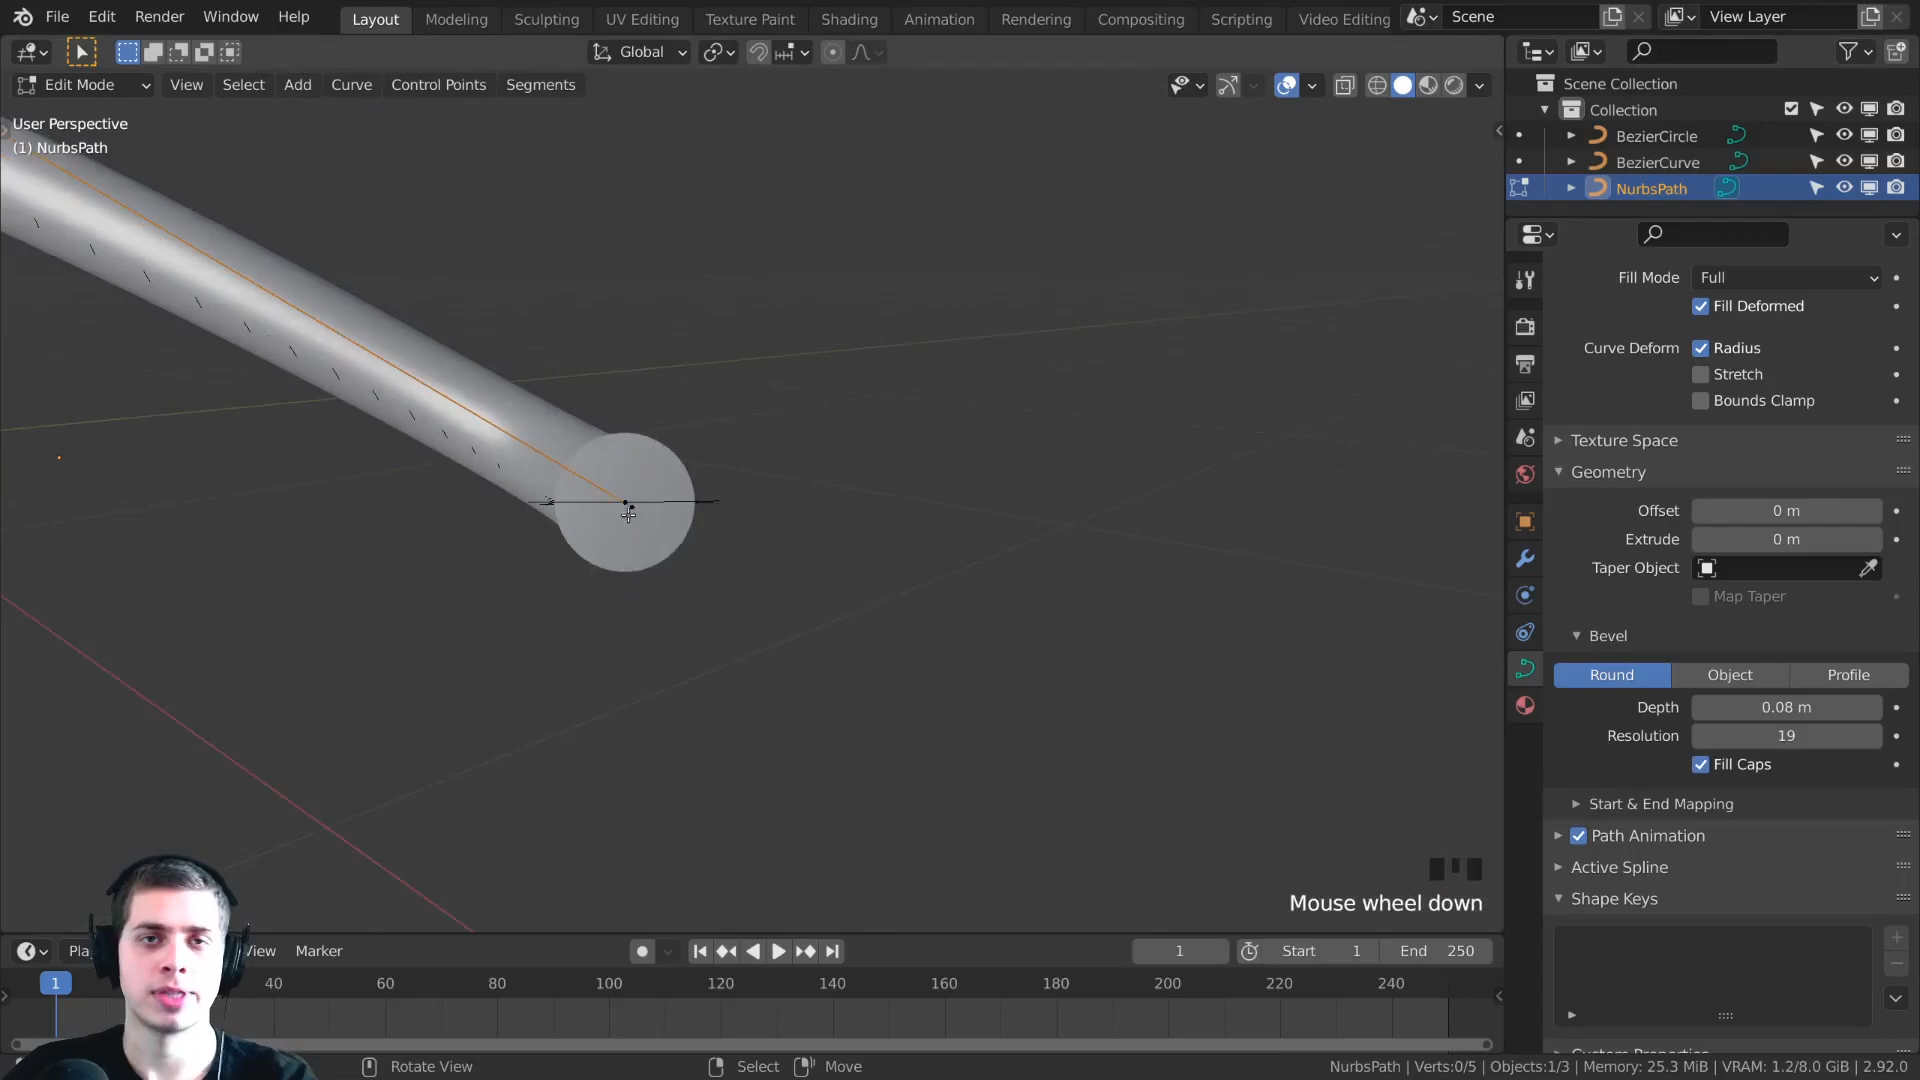 File Edit Render Window Help Layout Modeling Sculpting UV Editing Texture Paint Shading Animation Rendering Compositing Scripting Video Editing Scene View Layer
Global
Edit Mode View Select Add Curve Control Points Segments
User Perspective
(1) NurbsPath
Scene Collection
Collection
BezierCircle
BezierCurve
NurbsPath
Fill Mode Full
Fill Deformed
Curve Deform Radius
Stretch
Bounds Clamp
Texture Space
Geometry
Offset 0 m
Extrude 0 m
Taper Object
Map Taper
Bevel
Round Object Profile
Depth 0.08 m
Resolution 19
Fill Caps
Start & End Mapping
Path Animation
Active Spline
Shape Keys
Mouse wheel down
View Marker 1 Start 1 End 250
1 40 60 80 100 120 140 160 180 200 220 240
Custom Properties
Rotate View Select Move NurbsPath | Verts:0/5 | Objects:1/3 | Memory: 25.3 MiB | VRAM: 1.2/8.0 GiB | 2.92.0